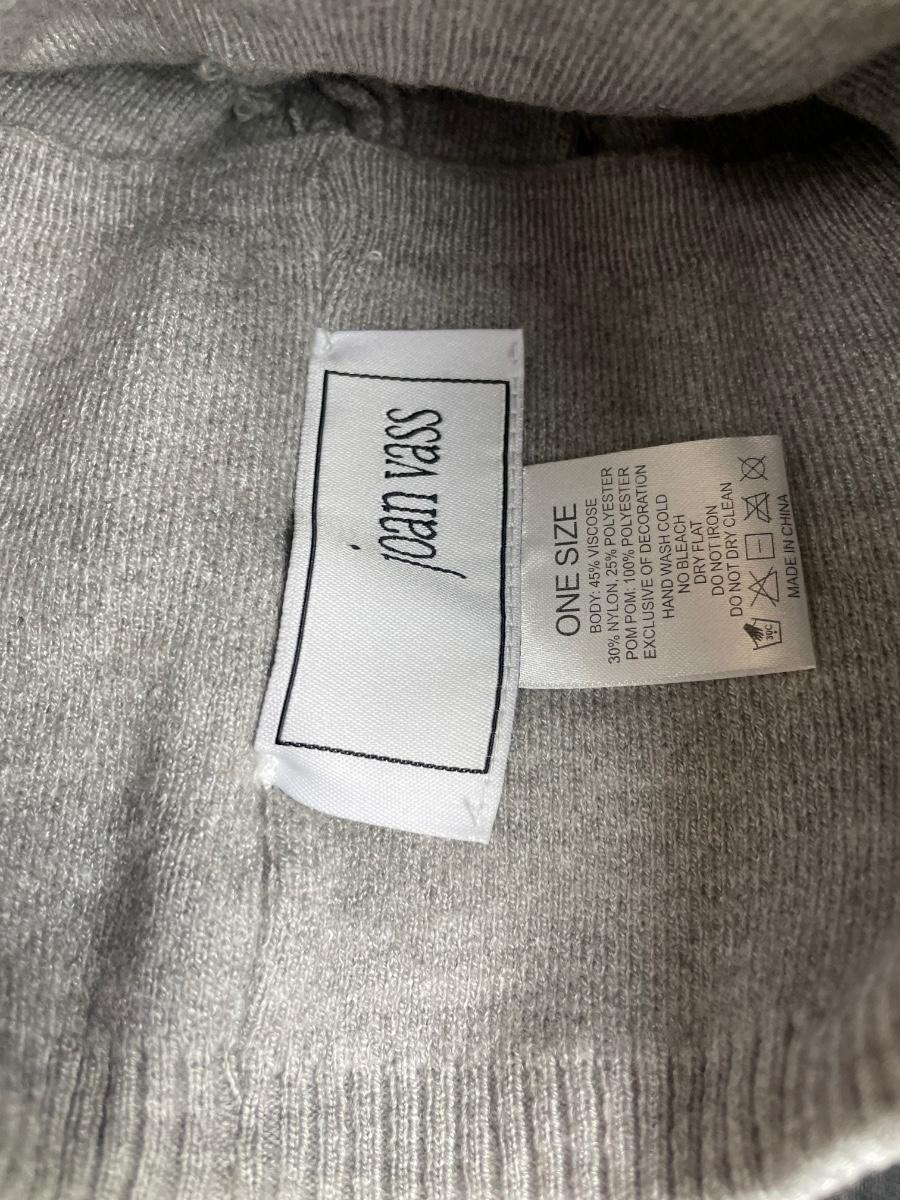 joan vass
ONE SIZE
BODY: 45% VISCOSE
30% NYLON, 25% POLYESTER
POM POM: 100% POLYESTER
EXCLUSIVE OF DECORATION
HAND WASH COLD
NO BLEACH
DRY FLAT
DO NOT IRON
DO NOT DRY CLEAN
30C
MADE IN CHINA